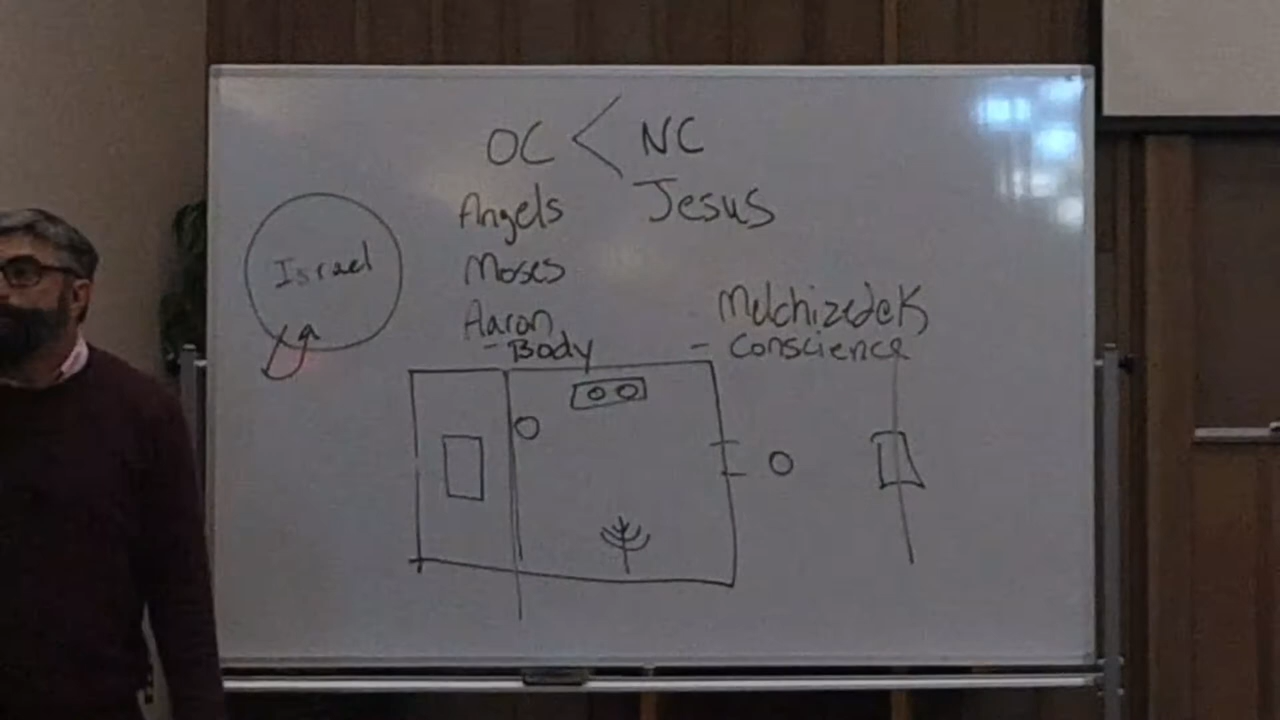 OC < NC
Angels Jesus
Israel
Moses
Aaron Melchizedek
- Body - conscience